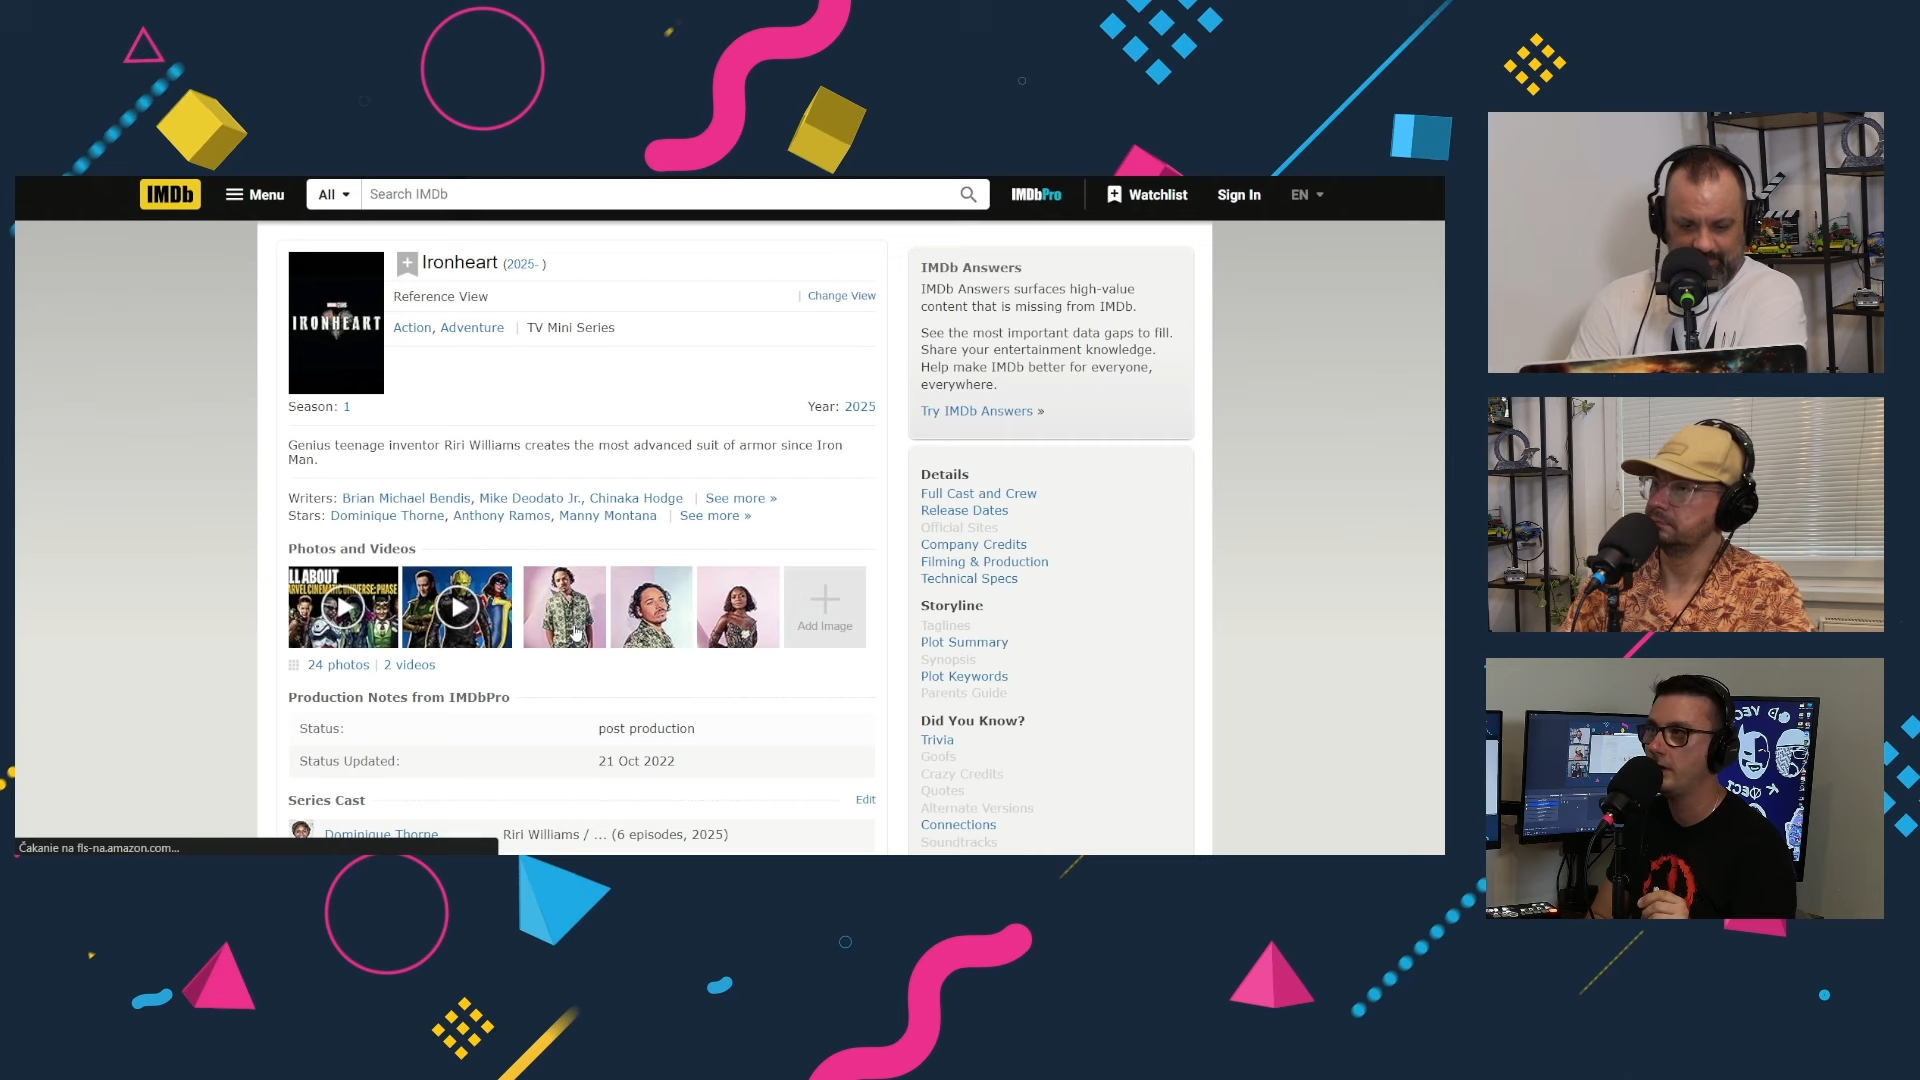 IMDb
Menu
All
Search IMDb
IMDbPro
Watchlist
Sign In
EN
IRONHEART
Ironheart (2025- )
Reference View
| Change View
Action, Adventure | TV Mini Series
Season: 1
Year: 2025
Genius teenage inventor Riri Williams creates the most advanced suit of armor since Iron
Man.
Writers: Brian Michael Bendis, Mike Deodato Jr., Chinaka Hodge | See more »
Stars: Dominique Thorne, Anthony Ramos, Manny Montana | See more »
Photos and Videos
LL ABOUT
Add Image
24 photos | 2 videos
Production Notes from IMDbPro
Status: post production
Status Updated: 21 Oct 2022
Series Cast
Edit
Dominique Thorne
Riri Williams / ... (6 episodes, 2025)
Čakanie na fls-na.amazon.com...
IMDb Answers
IMDb Answers surfaces high-value
content that is missing from IMDb.
See the most important data gaps to fill.
Share your entertainment knowledge.
Help make IMDb better for everyone,
everywhere.
Try IMDb Answers »
Details
Full Cast and Crew
Release Dates
Official Sites
Company Credits
Filming & Production
Technical Specs
Storyline
Taglines
Plot Summary
Synopsis
Plot Keywords
Parents Guide
Did You Know?
Trivia
Goofs
Crazy Credits
Quotes
Alternate Versions
Connections
Soundtracks